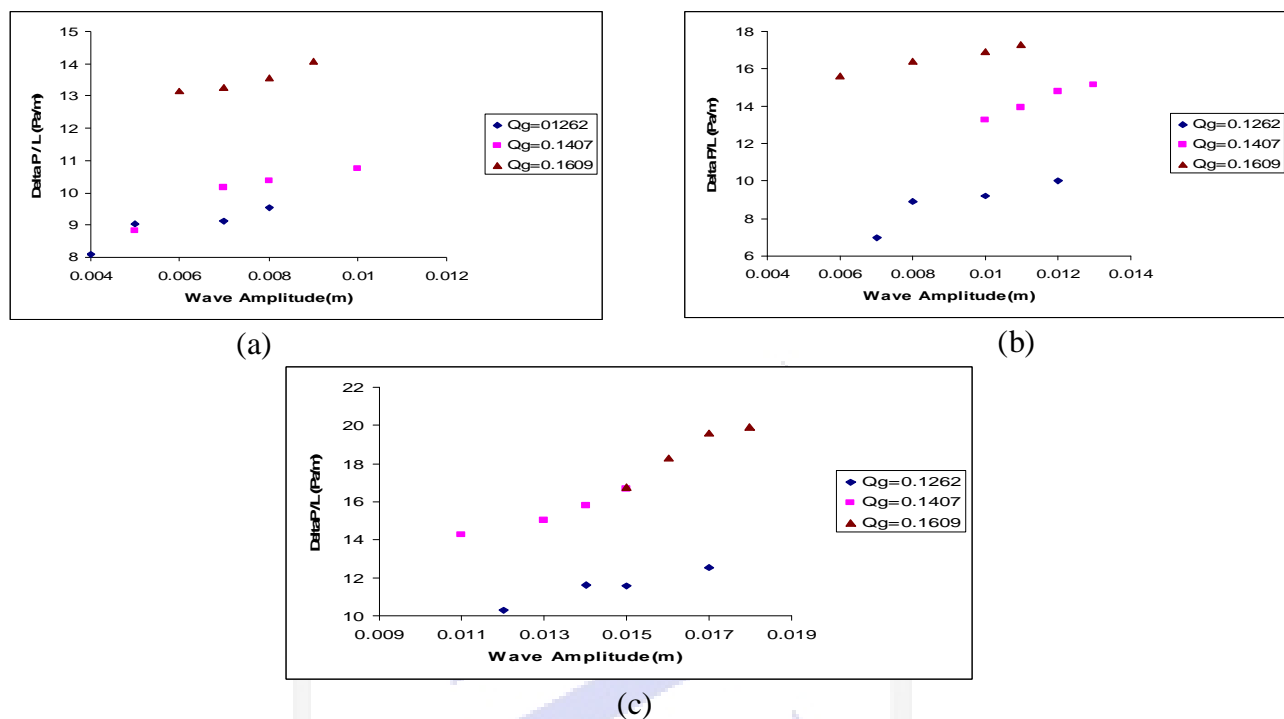 15
14
13
12
11
10
9
8
0.004 0.006 0.008 0.01 0.012
Delta P / L (Pa/m)
Wave Amplitude(m)
Qg=01262
Qg=0.1407
Qg=0.1609
(a)
18
16
14
12
10
8
6
0.004 0.006 0.008 0.01 0.012 0.014
Delta P/L (Pa/m)
Wave Amplitude(m)
Qg=0.1262
Qg=0.1407
Qg=0.1609
(b)
22
20
18
16
14
12
10
0.009 0.011 0.013 0.015 0.017 0.019
Delta P/L (Pa/m)
Wave Amplitude(m)
Qg=0.1262
Qg=0.1407
Qg=0.1609
(c)